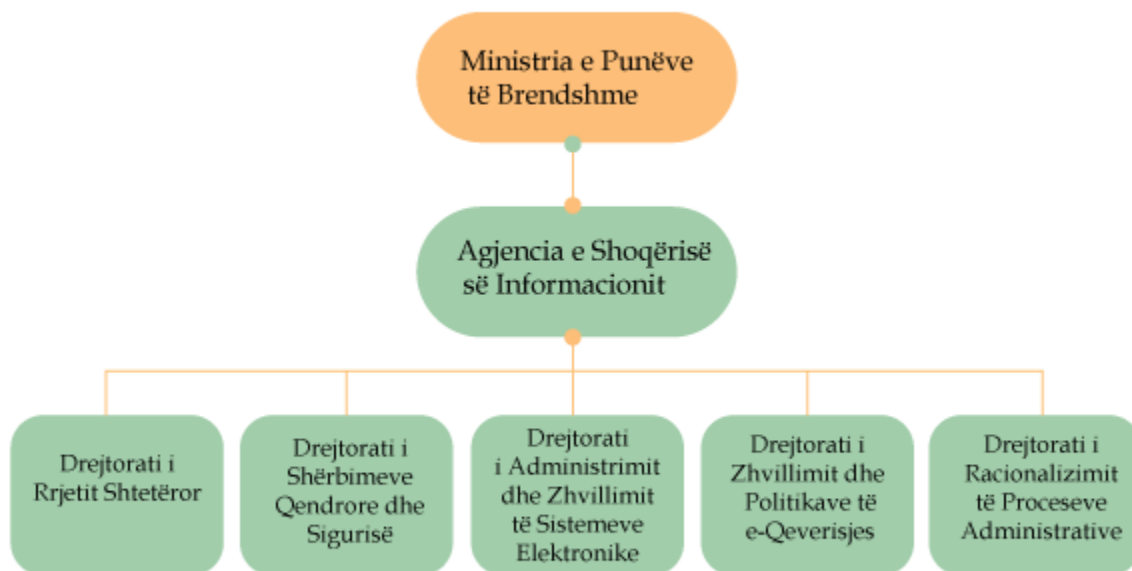 Ministria e Punëve
të Brendshme
Agjencia e Shoqërisë
së Informacionit
Drejtorati i
Rrjetit Shtetëror
Drejtorati i
Shërbimeve
Qendrore dhe
Sigurisë
Drejtorati
i Administrimit
dhe Zhvillimit
të Sistemeve
Elektronike
Drejtorati i
Zhvillimit dhe
Politikave të
e-Qeverisjes
Drejtorati i
Racionalizimit
të Proceseve
Administrative